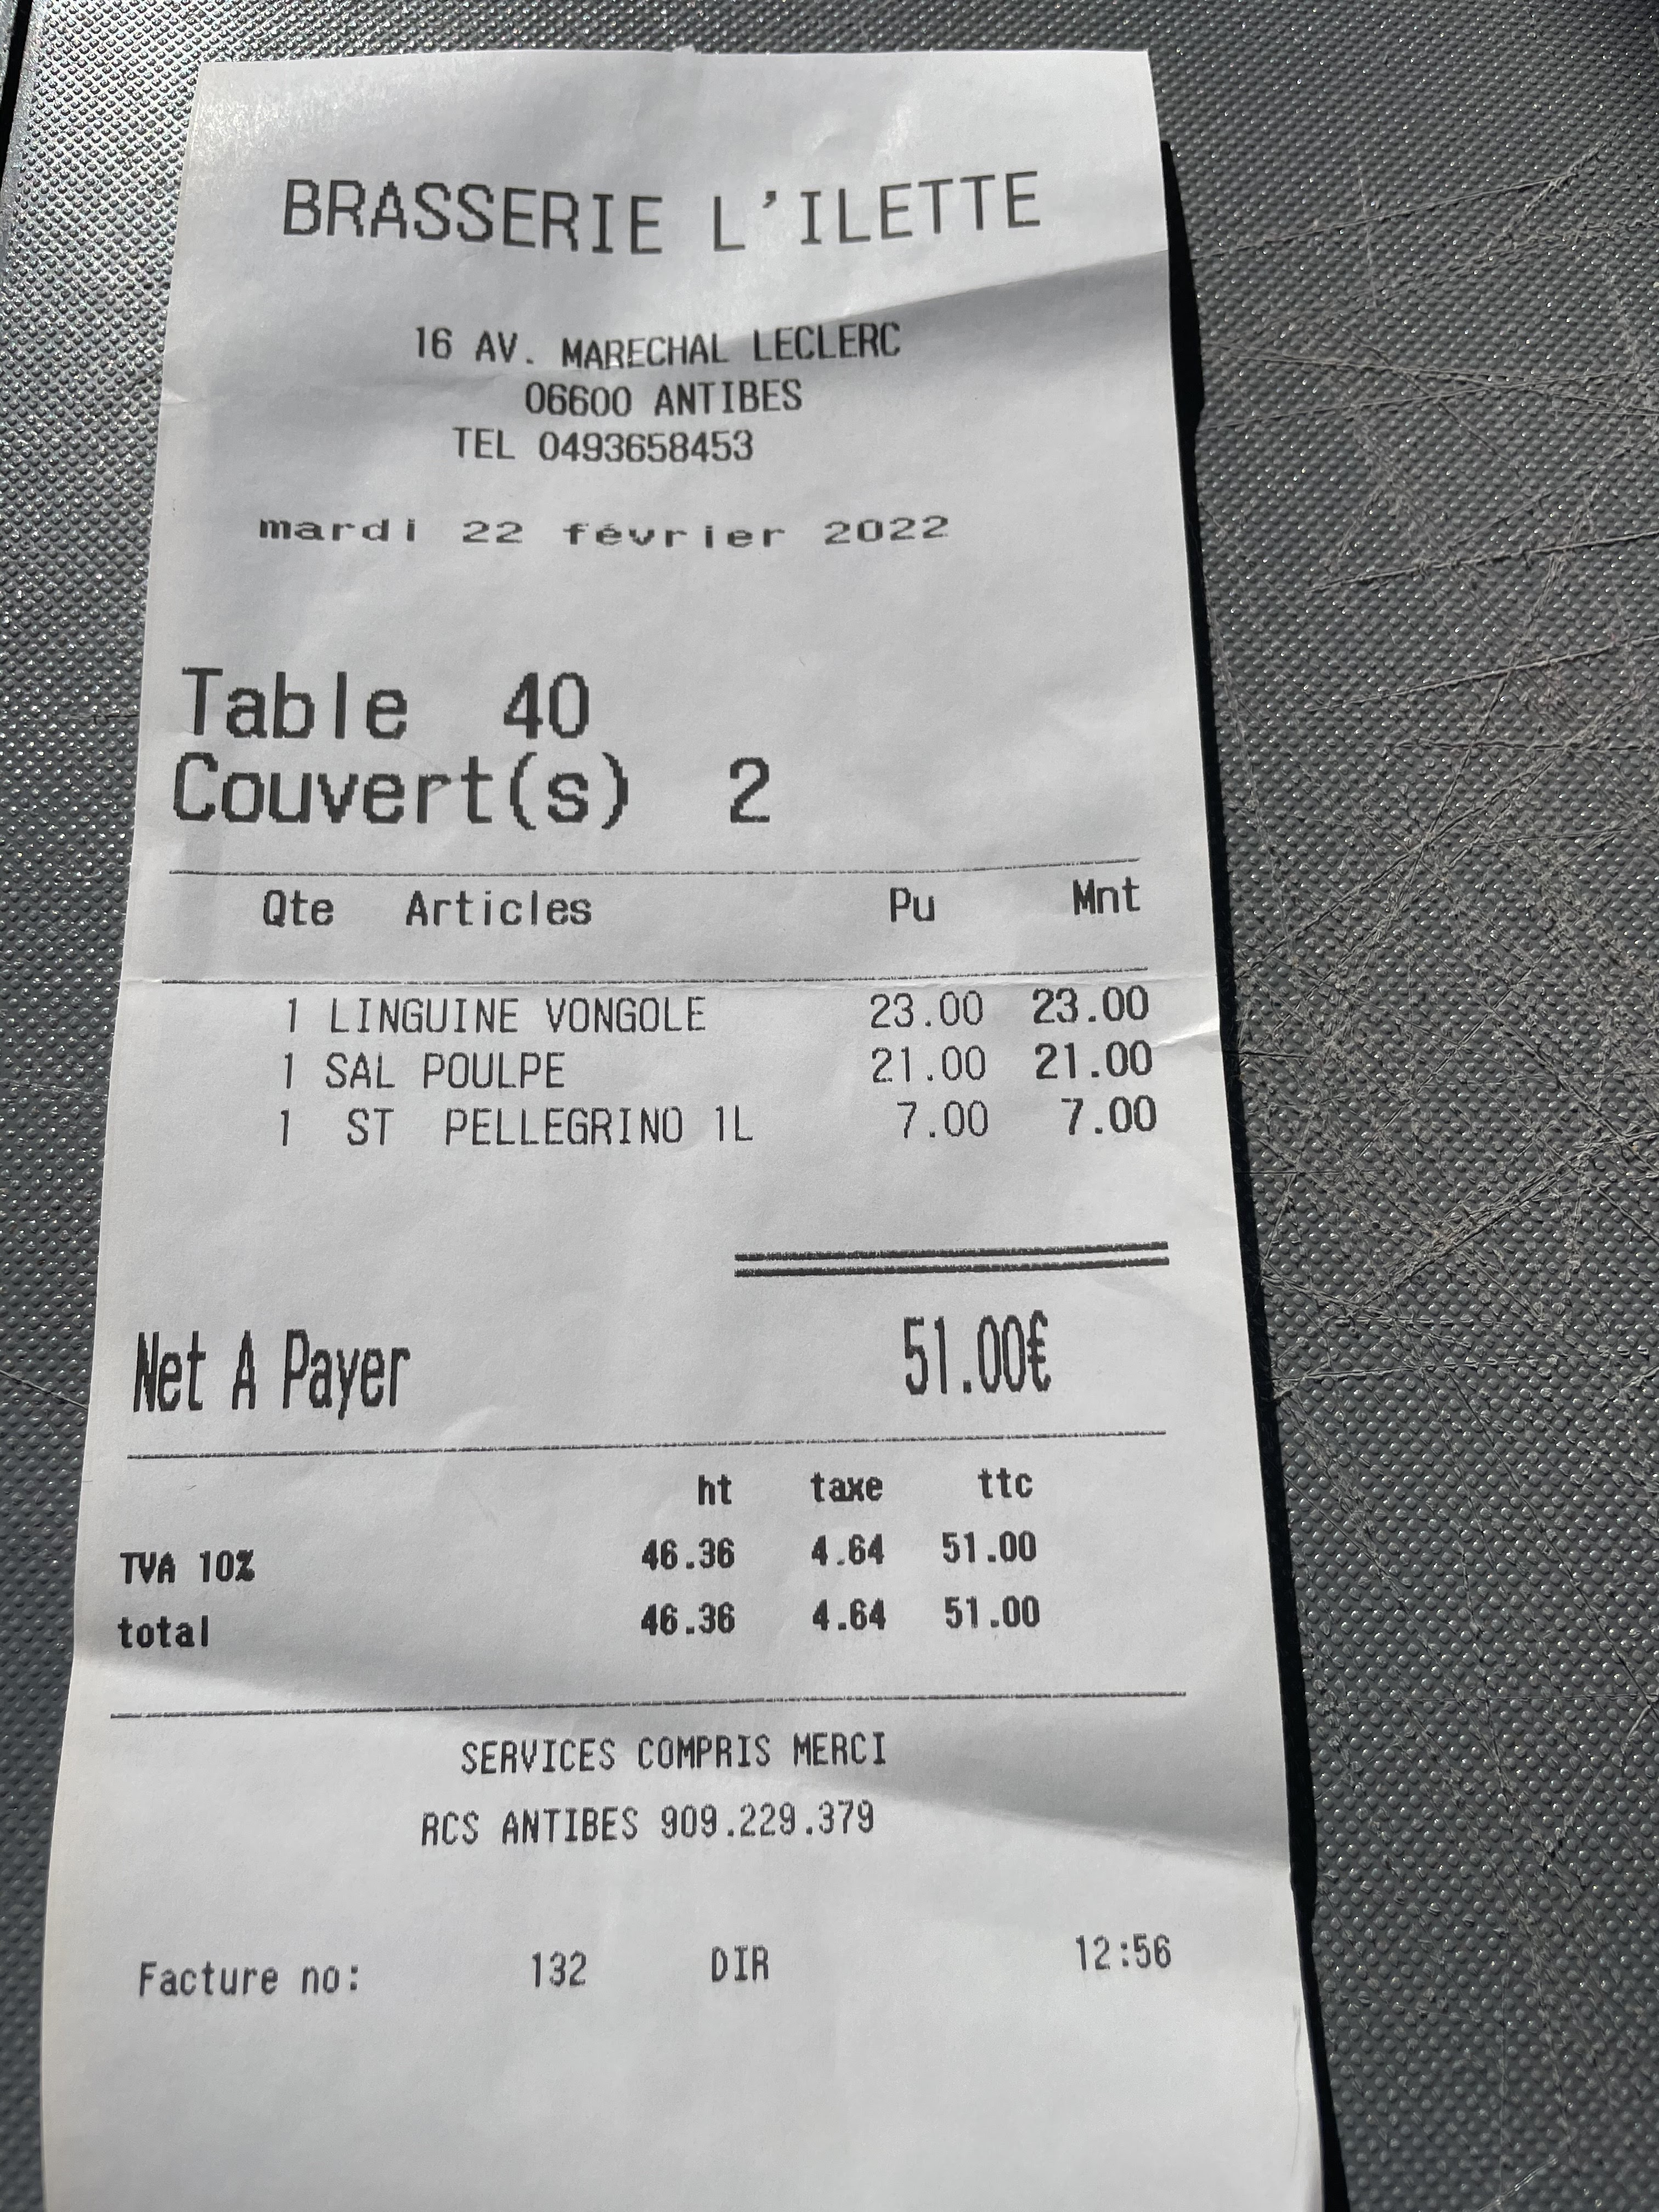 BRASSERIE L'ILETTE
16 AV. MARECHAL LECLERC
06600 ANTIBES
TEL 0493658453
mardi 22 février 2022
Table 40
Couvert(s) 2
Qte Articles Pu Mnt
1 LINGUINE VONGOLE 23.00 23.00
1 SAL POULPE 21.00 21.00
1 ST PELLEGRINO 1L 7.00 7.00
Net A Payer 51.00€
ht taxe ttc
TVA 10% 46.36 4.64 51.00
total 46.36 4.64 51.00
SERVICES COMPRIS MERCI
RCS ANTIBES 909.229.379
Facture no: 132 DIR 12:56